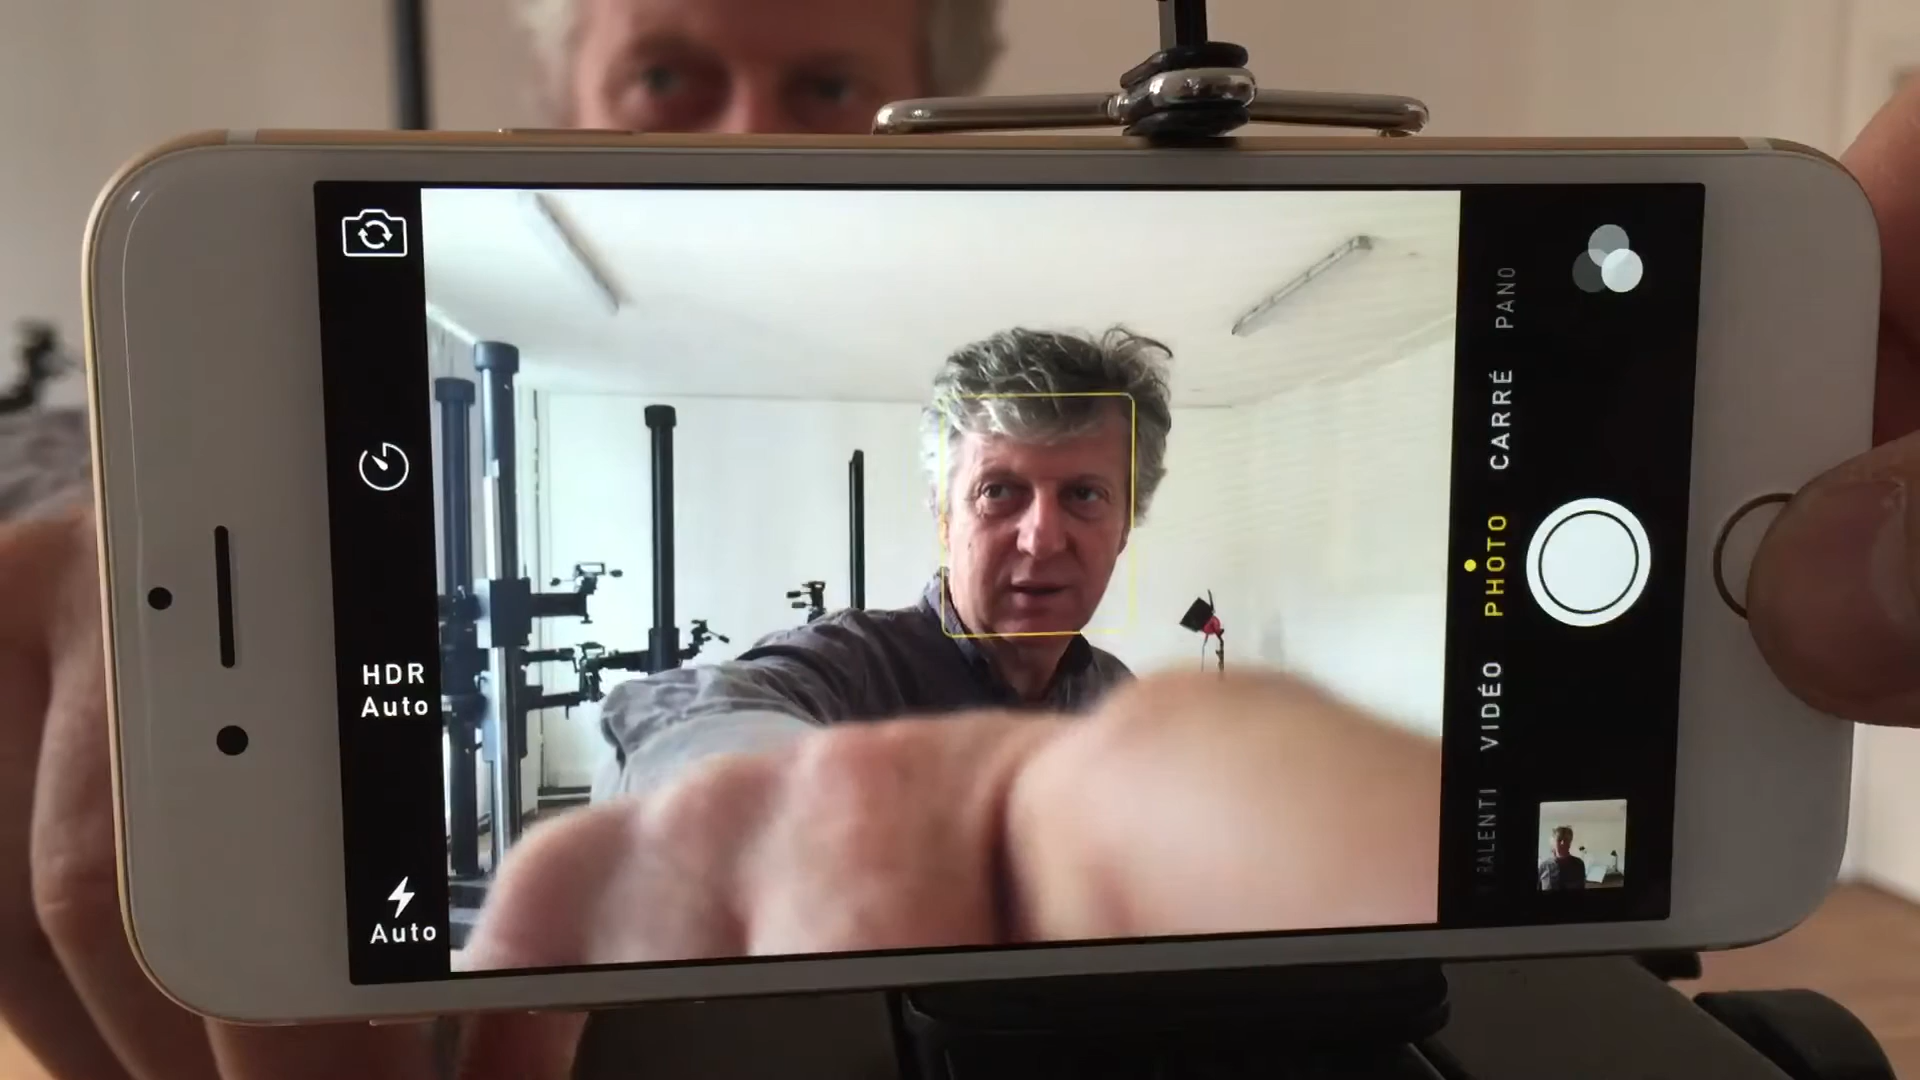 HDR
Auto
Auto
PANO
CARRÉ
PHOTO
VIDÉO
RALENTI